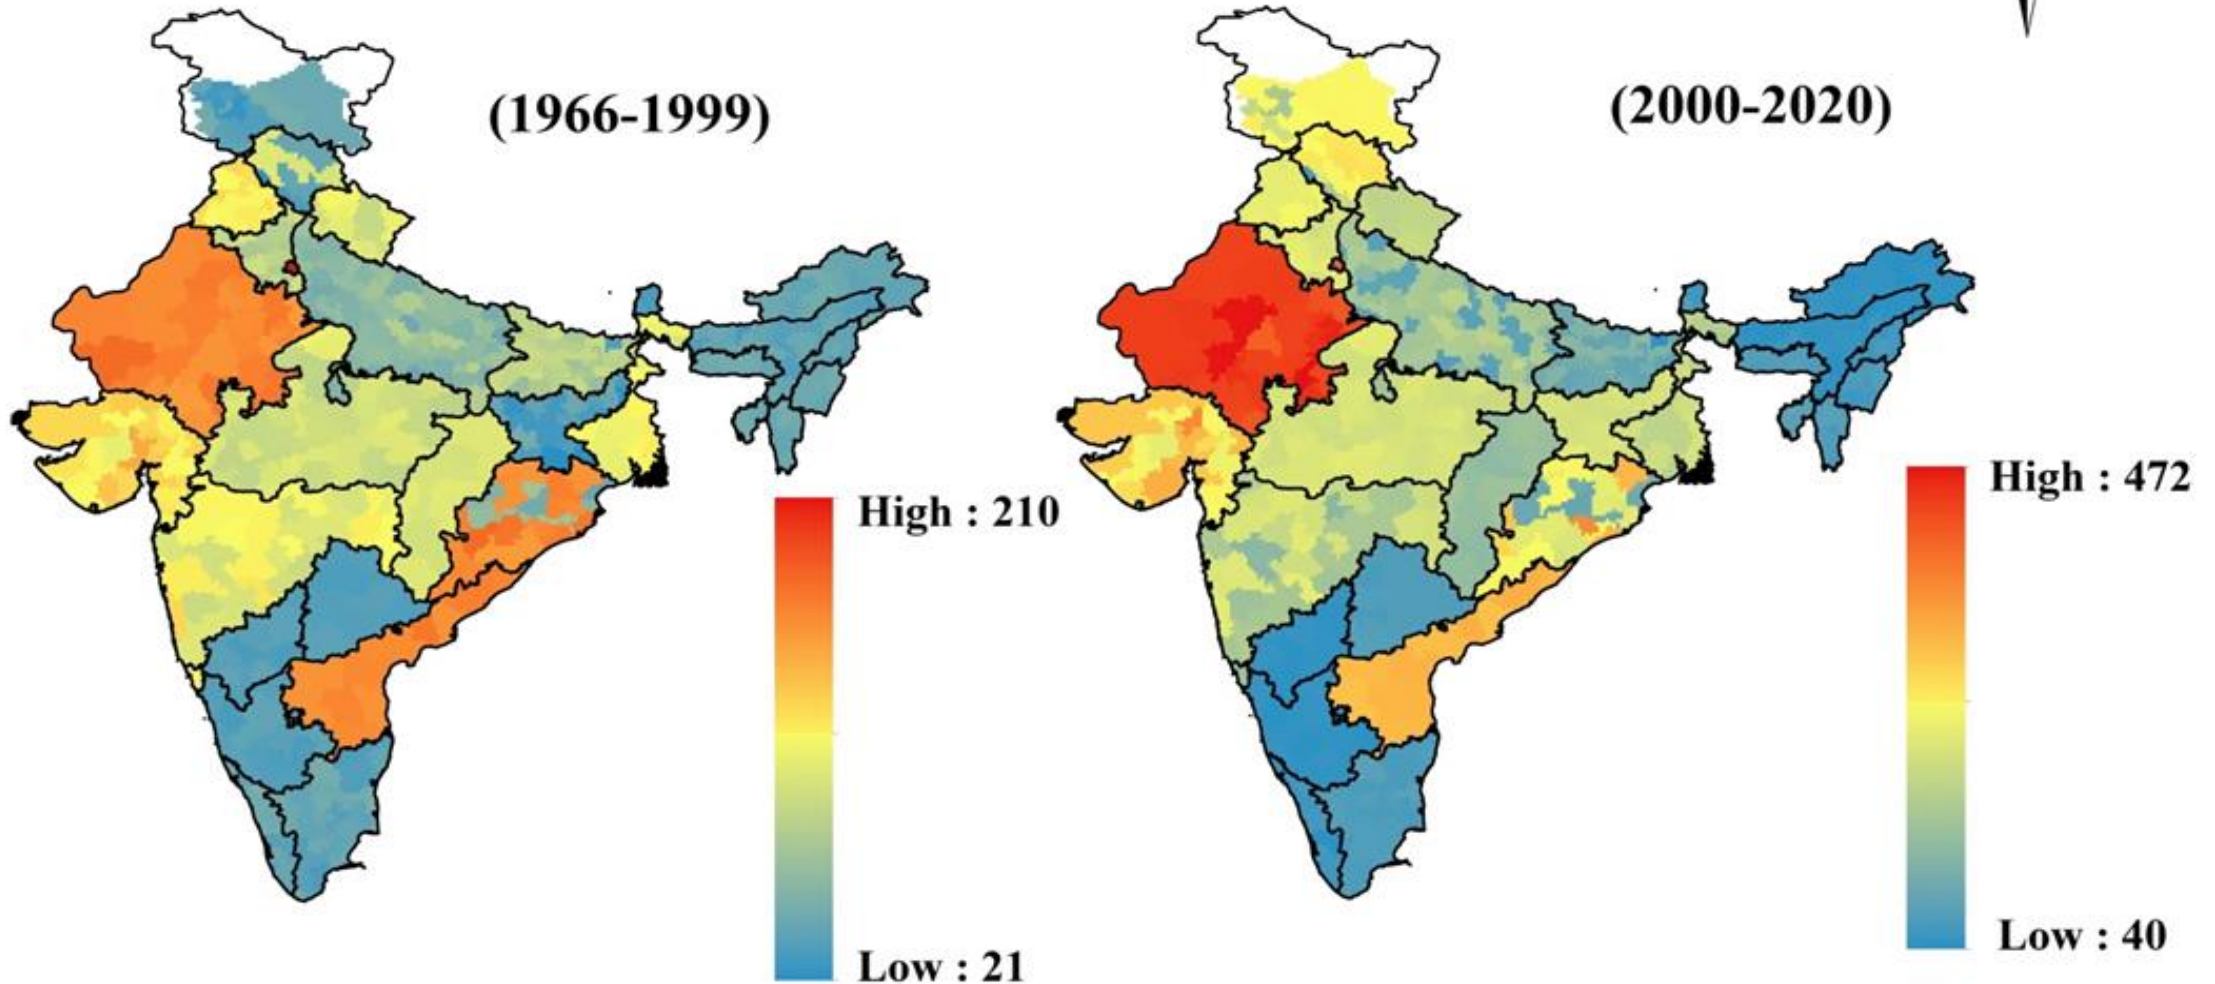 (1966-1999)
(2000-2020)
High : 210
Low : 21
High : 472
Low : 40